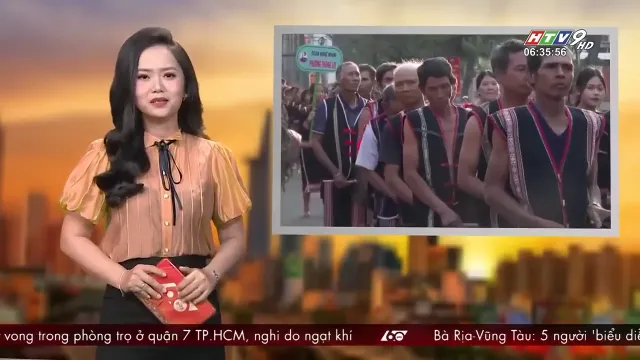 HTV9 HD
06:35:56
vong trong phòng trọ ở quận 7 TP.HCM, nghi do ngạt khí 60 Bà Rịa-Vũng Tàu: 5 người 'biểu diễ